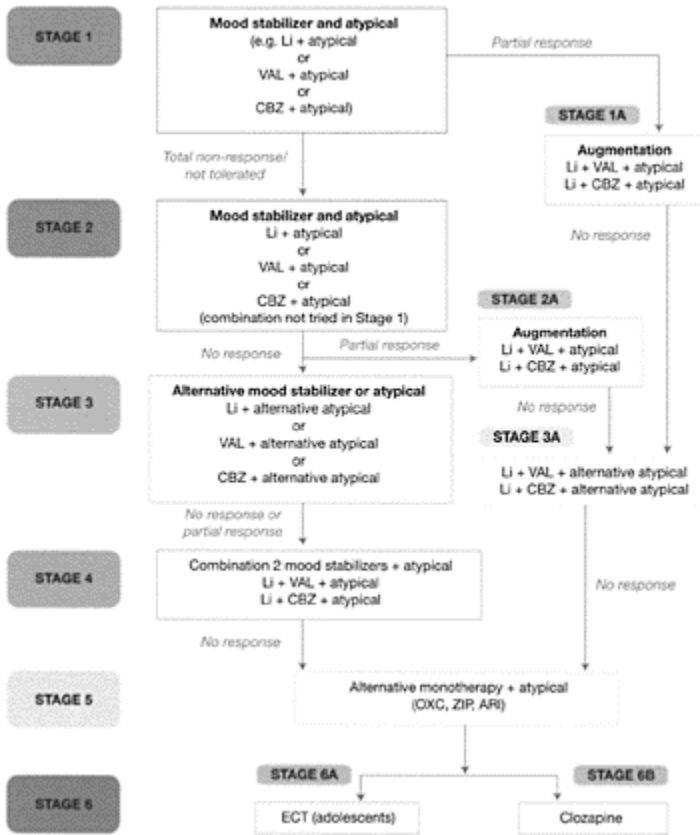 STAGE 1
Mood stabilizer and atypical
(e.g. Li + atypical
or
VAL + atypical
or
CBZ + atypical)
Partial response
STAGE 1A
Augmentation
Li + VAL + atypical
Li + CBZ + atypical
Total non-response/
not tolerated
No response
STAGE 2
Mood stabilizer and atypical
Li + atypical
or
VAL + atypical
or
CBZ + atypical
(combination not tried in Stage 1)
STAGE 2A
Augmentation
Li + VAL + atypical
Li + CBZ + atypical
No response
Partial response
No response
STAGE 3
Alternative mood stabilizer or atypical
Li + alternative atypical
or
VAL + alternative atypical
or
CBZ + alternative atypical
STAGE 3A
Li + VAL + alternative atypical
Li + CBZ + alternative atypical
No response or
partial response
No response
STAGE 4
Combination 2 mood stabilizers + atypical
Li + VAL + atypical
Li + CBZ + atypical
No response
STAGE 5
Alternative monotherapy + atypical
(OXC, ZIP, ARI)
STAGE 6
STAGE 6A
ECT (adolescents)
STAGE 6B
Clozapine